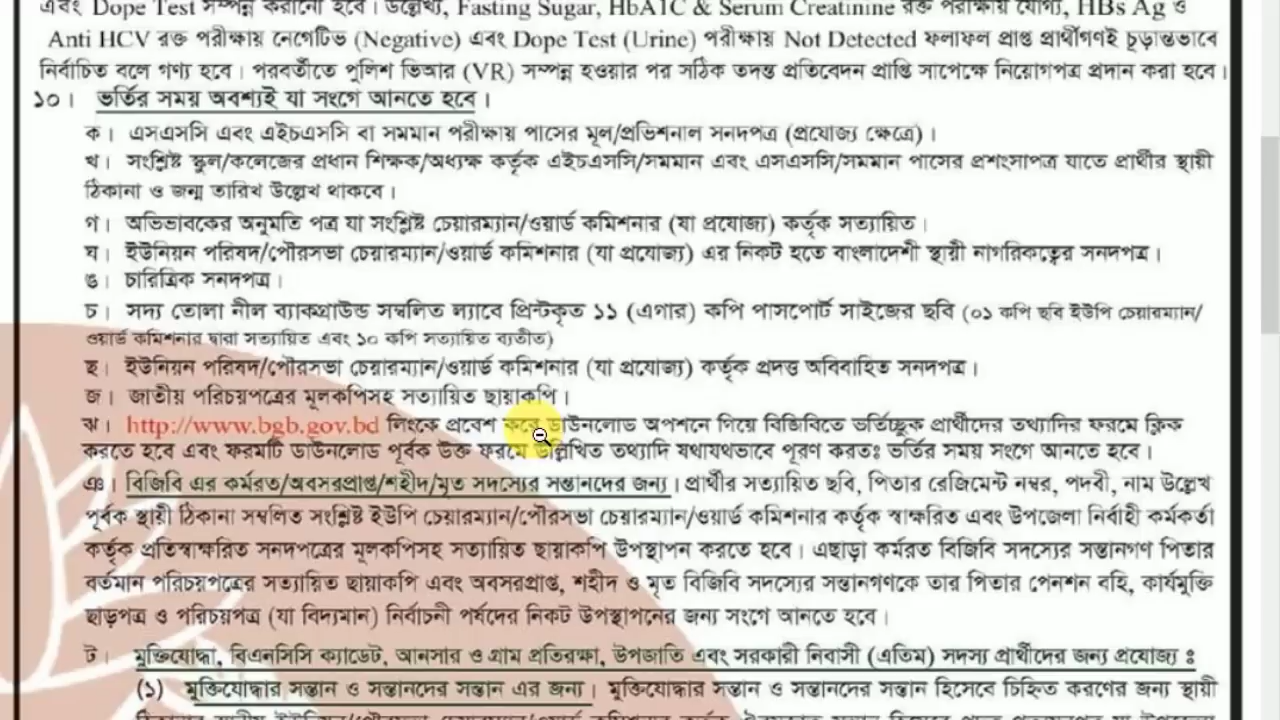 এবং Dope Test সম্পন্ন করানো হবে। উল্লেখ্য, Fasting Sugar, HbA1C & Serum Creatinine রক্ত পরীক্ষায় যোগ্য, HBs Ag ও
Anti HCV রক্ত পরীক্ষায় নেগেটিভ (Negative) এবং Dope Test (Urine) পরীক্ষায় Not Detected ফলাফল প্রাপ্ত প্রার্থীগণই চূড়ান্তভাবে
নির্বাচিত বলে গণ্য হবে। পরবর্তীতে পুলিশ ভিআর (VR) সম্পন্ন হওয়ার পর সঠিক তদন্ত প্রতিবেদন প্রাপ্তি সাপেক্ষে নিয়োগপত্র প্রদান করা হবে।
১০। ভর্তির সময় অবশ্যই যা সংগে আনতে হবে।
ক। এসএসসি এবং এইচএসসি বা সমমান পরীক্ষায় পাসের মূল/প্রভিশনাল সনদপত্র (প্রযোজ্য ক্ষেত্রে)।
খ। সংশ্লিষ্ট স্কুল/কলেজের প্রধান শিক্ষক/অধ্যক্ষ কর্তৃক এইচএসসি/সমমান এবং এসএসসি/সমমান পাসের প্রশংসাপত্র যাতে প্রার্থীর স্থায়ী
ঠিকানা ও জন্ম তারিখ উল্লেখ থাকবে।
গ। অভিভাবকের অনুমতি পত্র যা সংশ্লিষ্ট চেয়ারম্যান/ওয়ার্ড কমিশনার (যা প্রযোজ্য) কর্তৃক সত্যায়িত।
ঘ। ইউনিয়ন পরিষদ/পৌরসভা চেয়ারম্যান/ওয়ার্ড কমিশনার (যা প্রযোজ্য) এর নিকট হতে বাংলাদেশী স্থায়ী নাগরিকত্বের সনদপত্র।
ঙ। চারিত্রিক সনদপত্র।
চ। সদ্য তোলা নীল ব্যাকগ্রাউন্ড সম্বলিত ল্যাবে প্রিন্টকৃত ১১ (এগার) কপি পাসপোর্ট সাইজের ছবি (০১ কপি ছবি ইউপি চেয়ারম্যান/
ওয়ার্ড কমিশনার দ্বারা সত্যায়িত এবং ১০ কপি সত্যায়িত ব্যতীত)
ছ। ইউনিয়ন পরিষদ/পৌরসভা চেয়ারম্যান/ওয়ার্ড কমিশনার (যা প্রযোজ্য) কর্তৃক প্রদত্ত অবিবাহিত সনদপত্র।
জ। জাতীয় পরিচয়পত্রের মূলকপিসহ সত্যায়িত ছায়াকপি।
ঝ। http://www.bgb.gov.bd লিংকে প্রবেশ করে ডাউনলোড অপশনে গিয়ে বিজিবিতে ভর্তিচ্ছুক প্রার্থীদের তথ্যাদির ফরমে ক্লিক
করতে হবে এবং ফরমটি ডাউনলোড পূর্বক উক্ত ফরমে উল্লিখিত তথ্যাদি যথাযথভাবে পূরণ করতঃ ভর্তির সময় সংগে আনতে হবে।
ঞ। বিজিবি এর কর্মরত/অবসরপ্রাপ্ত/শহীদ/মৃত সদস্যের সন্তানদের জন্য। প্রার্থীর সত্যায়িত ছবি, পিতার রেজিমেন্ট নম্বর, পদবী, নাম উল্লেখ
পূর্বক স্থায়ী ঠিকানা সম্বলিত সংশ্লিষ্ট ইউপি চেয়ারম্যান/পৌরসভা চেয়ারম্যান/ওয়ার্ড কমিশনার কর্তৃক স্বাক্ষরিত এবং উপজেলা নির্বাহী কর্মকর্তা
কর্তৃক প্রতিস্বাক্ষরিত সনদপত্রের মূলকপিসহ সত্যায়িত ছায়াকপি উপস্থাপন করতে হবে। এছাড়া কর্মরত বিজিবি সদস্যের সন্তানগণ পিতার
বর্তমান পরিচয়পত্রের সত্যায়িত ছায়াকপি এবং অবসরপ্রাপ্ত, শহীদ ও মৃত বিজিবি সদস্যের সন্তানগণকে তার পিতার পেনশন বহি, কার্যমুক্তি
ছাড়পত্র ও পরিচয়পত্র (যা বিদ্যমান) নির্বাচনী পর্ষদের নিকট উপস্থাপনের জন্য সংগে আনতে হবে।
ট। মুক্তিযোদ্ধা, বিএনসিসি ক্যাডেট, আনসার ও গ্রাম প্রতিরক্ষা, উপজাতি এবং সরকারী নিবাসী (এতিম) সদস্য প্রার্থীদের জন্য প্রযোজ্য ঃ
(১) মুক্তিযোদ্ধার সন্তান ও সন্তানদের সন্তান এর জন্য। মুক্তিযোদ্ধার সন্তান ও সন্তানদের সন্তান হিসেবে চিহ্নিত করণের জন্য স্থায়ী